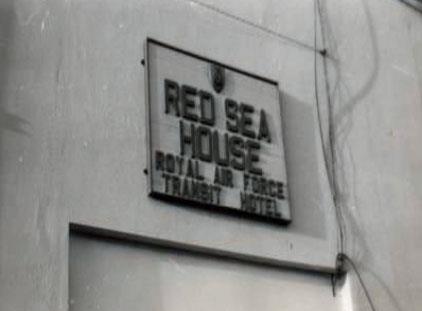 RED SEA
HOUSE
ROYAL AIR FORCE
TRANSIT HOTEL